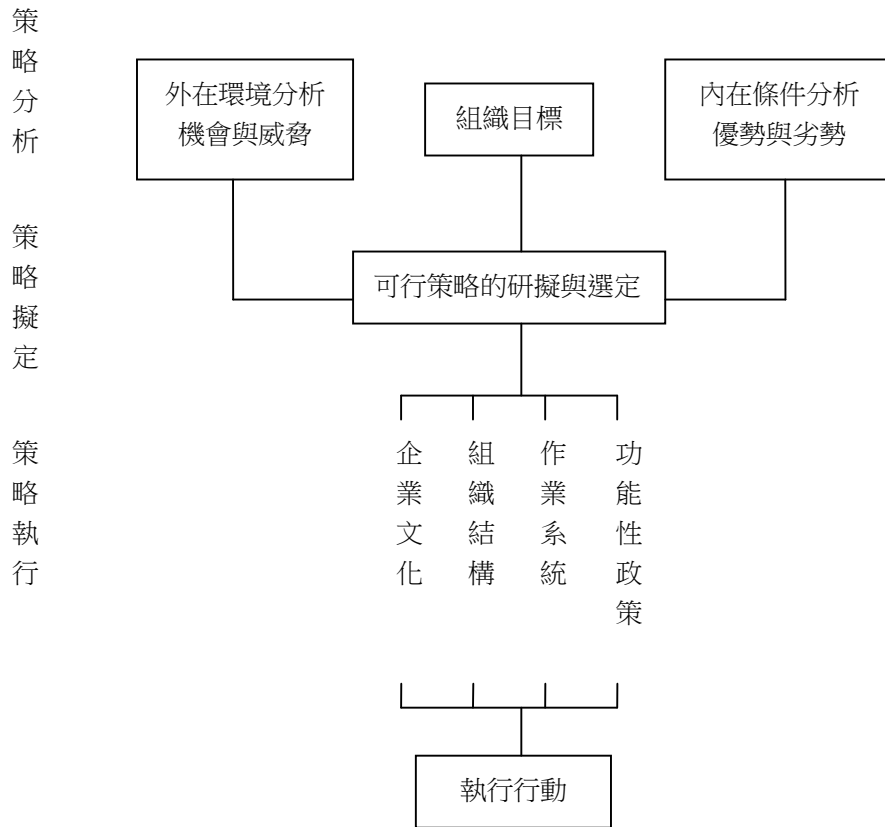 策略分析
外在環境分析
機會與威脅
組織目標
內在條件分析
優勢與劣勢
策略擬定
可行策略的研擬與選定
策略執行
企業文化
組織結構
作業系統
功能性政策
執行行動